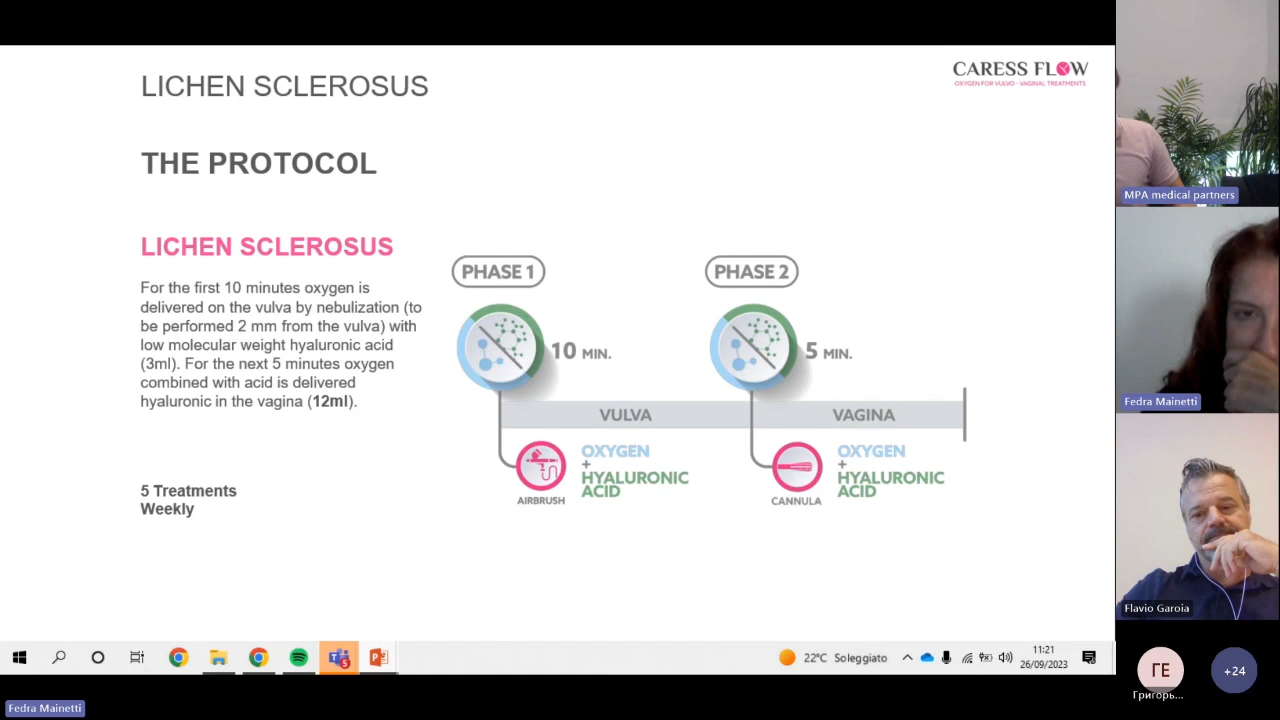 LICHEN SCLEROSUS
CARESS FLOW
OXYGEN FOR VULVO - VAGINAL TREATMENTS
THE PROTOCOL
LICHEN SCLEROSUS
For the first 10 minutes oxygen is
delivered on the vulva by nebulization (to
be performed 2 mm from the vulva) with
low molecular weight hyaluronic acid
(3ml). For the next 5 minutes oxygen
combined with acid is delivered
hyaluronic in the vagina (12ml).
5 Treatments
Weekly
PHASE 1
10 MIN.
VULVA
AIRBRUSH
OXYGEN
+
HYALURONIC
ACID
PHASE 2
5 MIN.
VAGINA
CANNULA
OXYGEN
+
HYALURONIC
ACID
MPA medical partners
Fedra Mainetti
Flavio Garoia
ГЕ
Григорь...
+24
5
22°C Soleggiato
11:21
26/09/2023
Fedra Mainetti